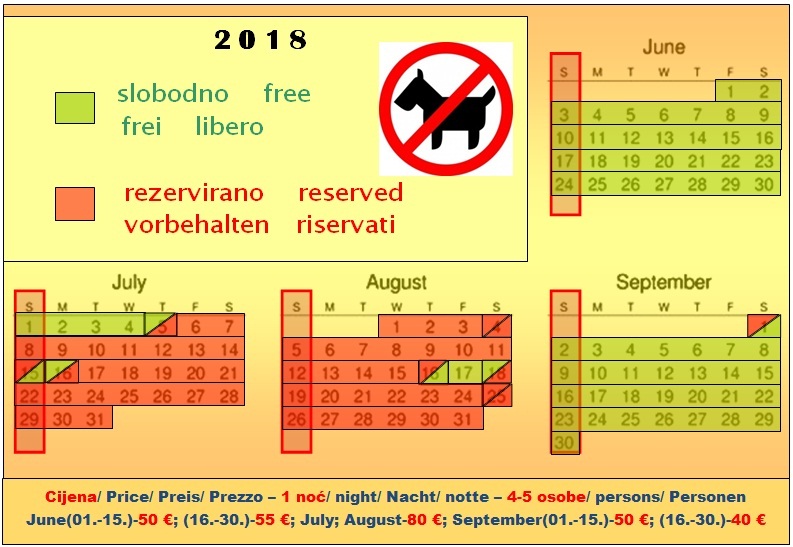 2 0 1 8
slobodno free
frei libero
rezervirano reserved
vorbehalten riservati
June
S M T W T F S
1 2
3 4 5 6 7 8 9
10 11 12 13 14 15 16
17 18 19 20 21 22 23
24 25 26 27 28 29 30
July
S M T W T F S
1 2 3 4 5 6 7
8 9 10 11 12 13 14
15 16 17 18 19 20 21
22 23 24 25 26 27 28
29 30 31
August
S M T W T F S
1 2 3 4
5 6 7 8 9 10 11
12 13 14 15 16 17 18
19 20 21 22 23 24 25
26 27 28 29 30 31
September
S M T W T F S
1
2 3 4 5 6 7 8
9 10 11 12 13 14 15
16 17 18 19 20 21 22
23 24 25 26 27 28 29
30
Cijena/ Price/ Preis/ Prezzo – 1 noć/ night/ Nacht/ notte – 4-5 osobe/ persons/ Personen
June(01.-15.)-50 €; (16.-30.)-55 €; July; August-80 €; September(01.-15.)-50 €; (16.-30.)-40 €